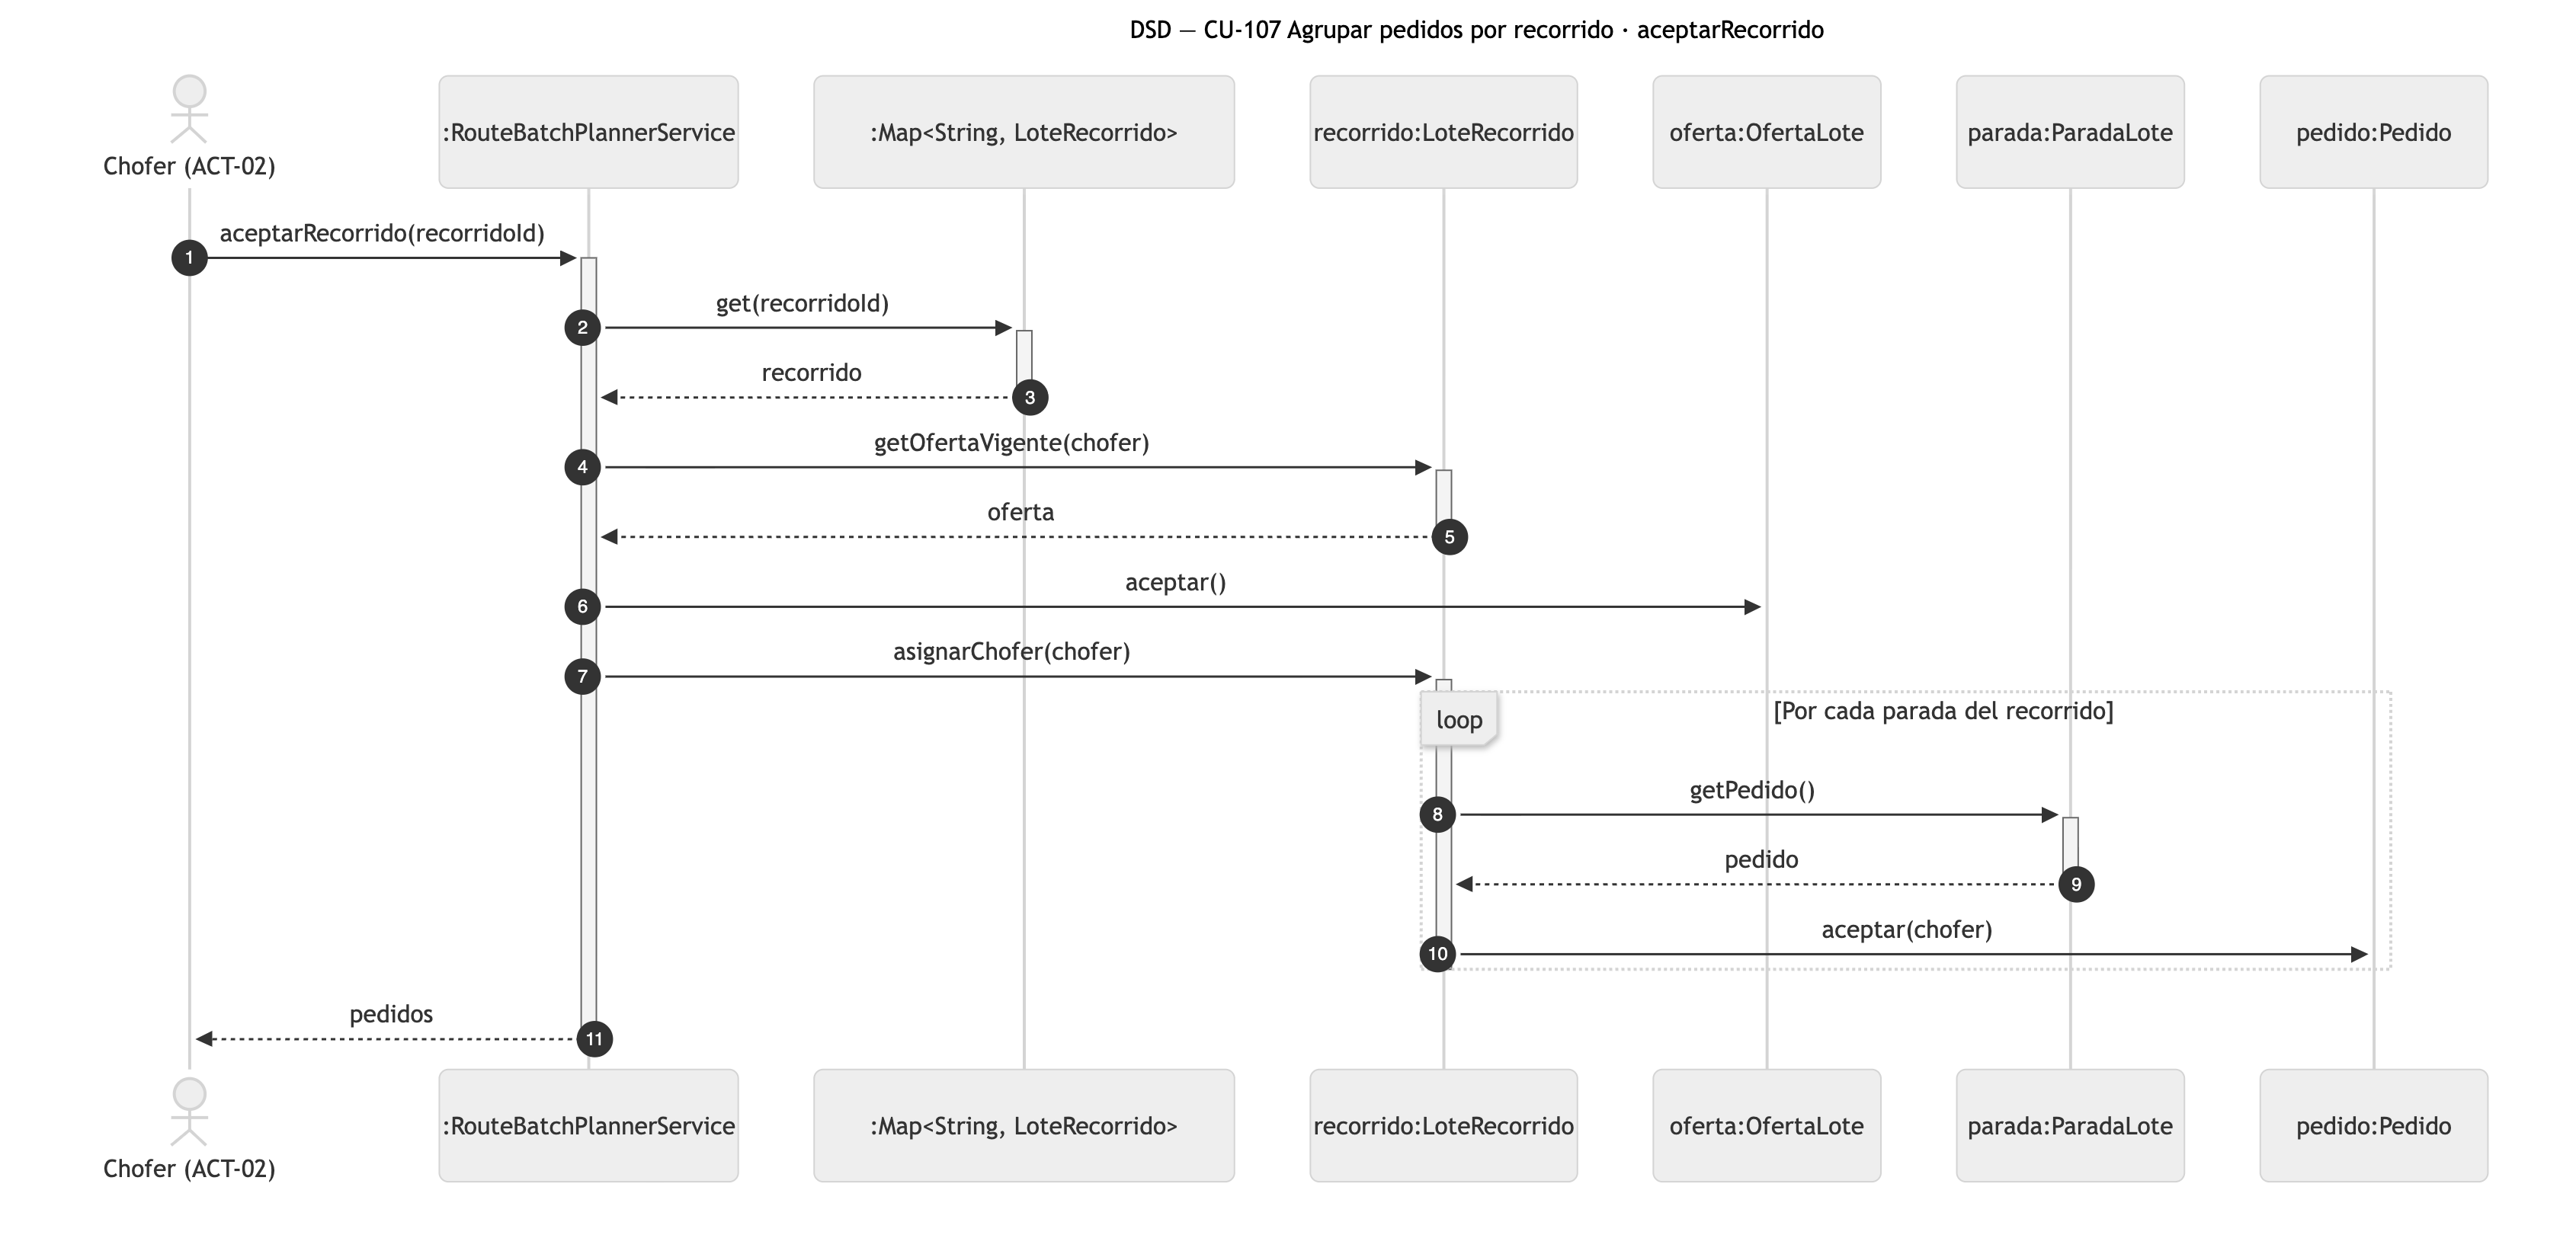 DSD — CU-107 Agrupar pedidos por recorrido · aceptarRecorrido
Chofer (ACT-02)
:RouteBatchPlannerService
:Map<String, LoteRecorrido>
recorrido:LoteRecorrido
oferta:OfertaLote
parada:ParadaLote
pedido:Pedido
1
aceptarRecorrido(recorridoId)
2
get(recorridoId)
recorrido
3
4
getOfertaVigente(chofer)
oferta
5
6
aceptar()
7
asignarChofer(chofer)
loop
[Por cada parada del recorrido]
8
getPedido()
pedido
9
10
aceptar(chofer)
pedidos
11
Chofer (ACT-02)
:RouteBatchPlannerService
:Map<String, LoteRecorrido>
recorrido:LoteRecorrido
oferta:OfertaLote
parada:ParadaLote
pedido:Pedido